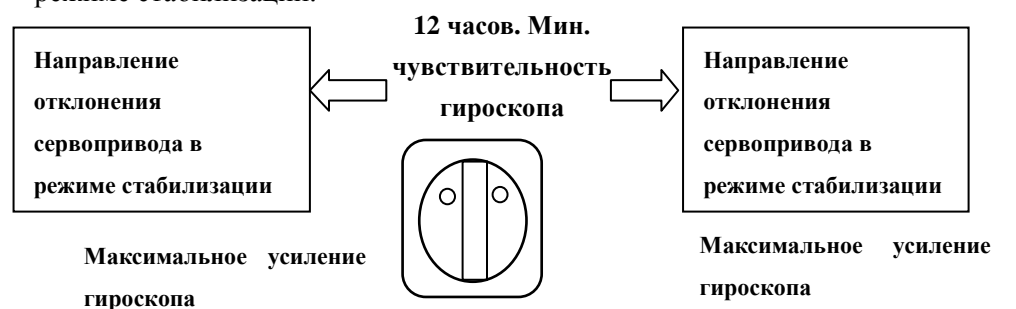 режиме стабилизации.
12 часов. Мин.
чувствительность
гироскопа
Направление
отклонения
сервопривода в
режиме стабилизации
Направление
отклонения
сервопривода в
режиме стабилизации
Максимальное усиление
гироскопа
Максимальное усиление
гироскопа